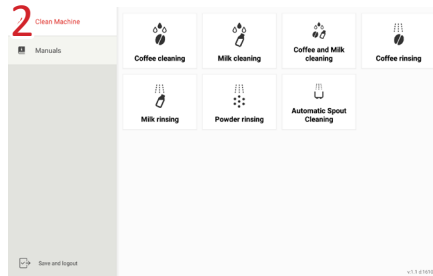 2
Clean Machine
Manuals
Coffee cleaning
Milk cleaning
Coffee and Milk
cleaning
Coffee rinsing
Milk rinsing
Powder rinsing
Automatic Spout
Cleaning
Save and logout